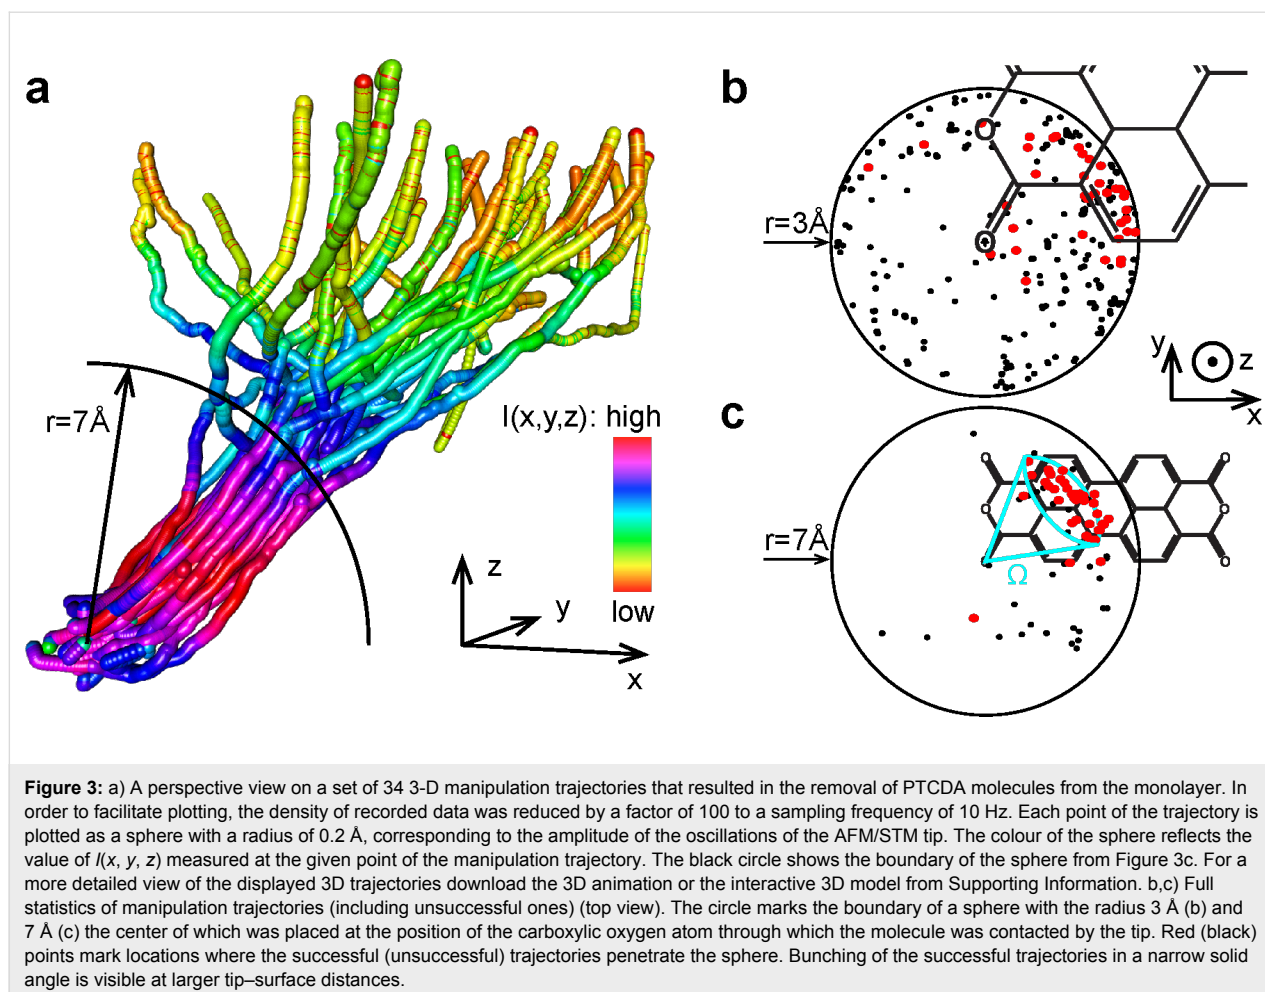 a
r=7Å
I(x,y,z): high
low
z
y
x
b
O
O
r=3Å
y
z
x
c
O
O
O
O
O
r=7Å
Ω
Figure 3: a) A perspective view on a set of 34 3-D manipulation trajectories that resulted in the removal of PTCDA molecules from the monolayer. In
order to facilitate plotting, the density of recorded data was reduced by a factor of 100 to a sampling frequency of 10 Hz. Each point of the trajectory is
plotted as a sphere with a radius of 0.2 Å, corresponding to the amplitude of the oscillations of the AFM/STM tip. The colour of the sphere reflects the
value of I(x, y, z) measured at the given point of the manipulation trajectory. The black circle shows the boundary of the sphere from Figure 3c. For a
more detailed view of the displayed 3D trajectories download the 3D animation or the interactive 3D model from Supporting Information. b,c) Full
statistics of manipulation trajectories (including unsuccessful ones) (top view). The circle marks the boundary of a sphere with the radius 3 Å (b) and
7 Å (c) the center of which was placed at the position of the carboxylic oxygen atom through which the molecule was contacted by the tip. Red (black)
points mark locations where the successful (unsuccessful) trajectories penetrate the sphere. Bunching of the successful trajectories in a narrow solid
angle is visible at larger tip–surface distances.